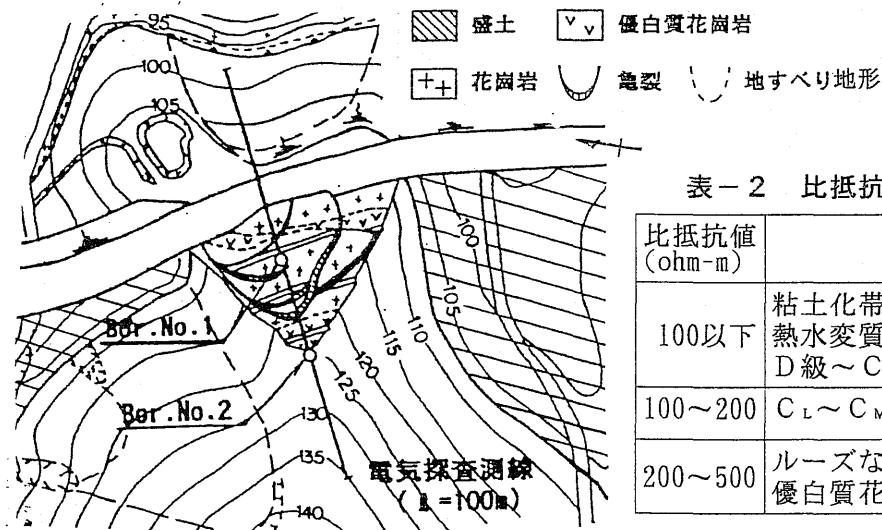 盛土
優白質花崗岩
花崗岩
亀裂
地すべり地形
95
100
105
100
105
110
115
120
125
130
135
140
Bor.No.1
Bor.No.2
電気探査測線
(ℓ=100m)
表-2 比抵抗
比抵抗値
(ohm-m)
100以下
粘土化帯
熱水変質
D級~C
100~200
CL~CM
200~500
ルーズな
優白質花